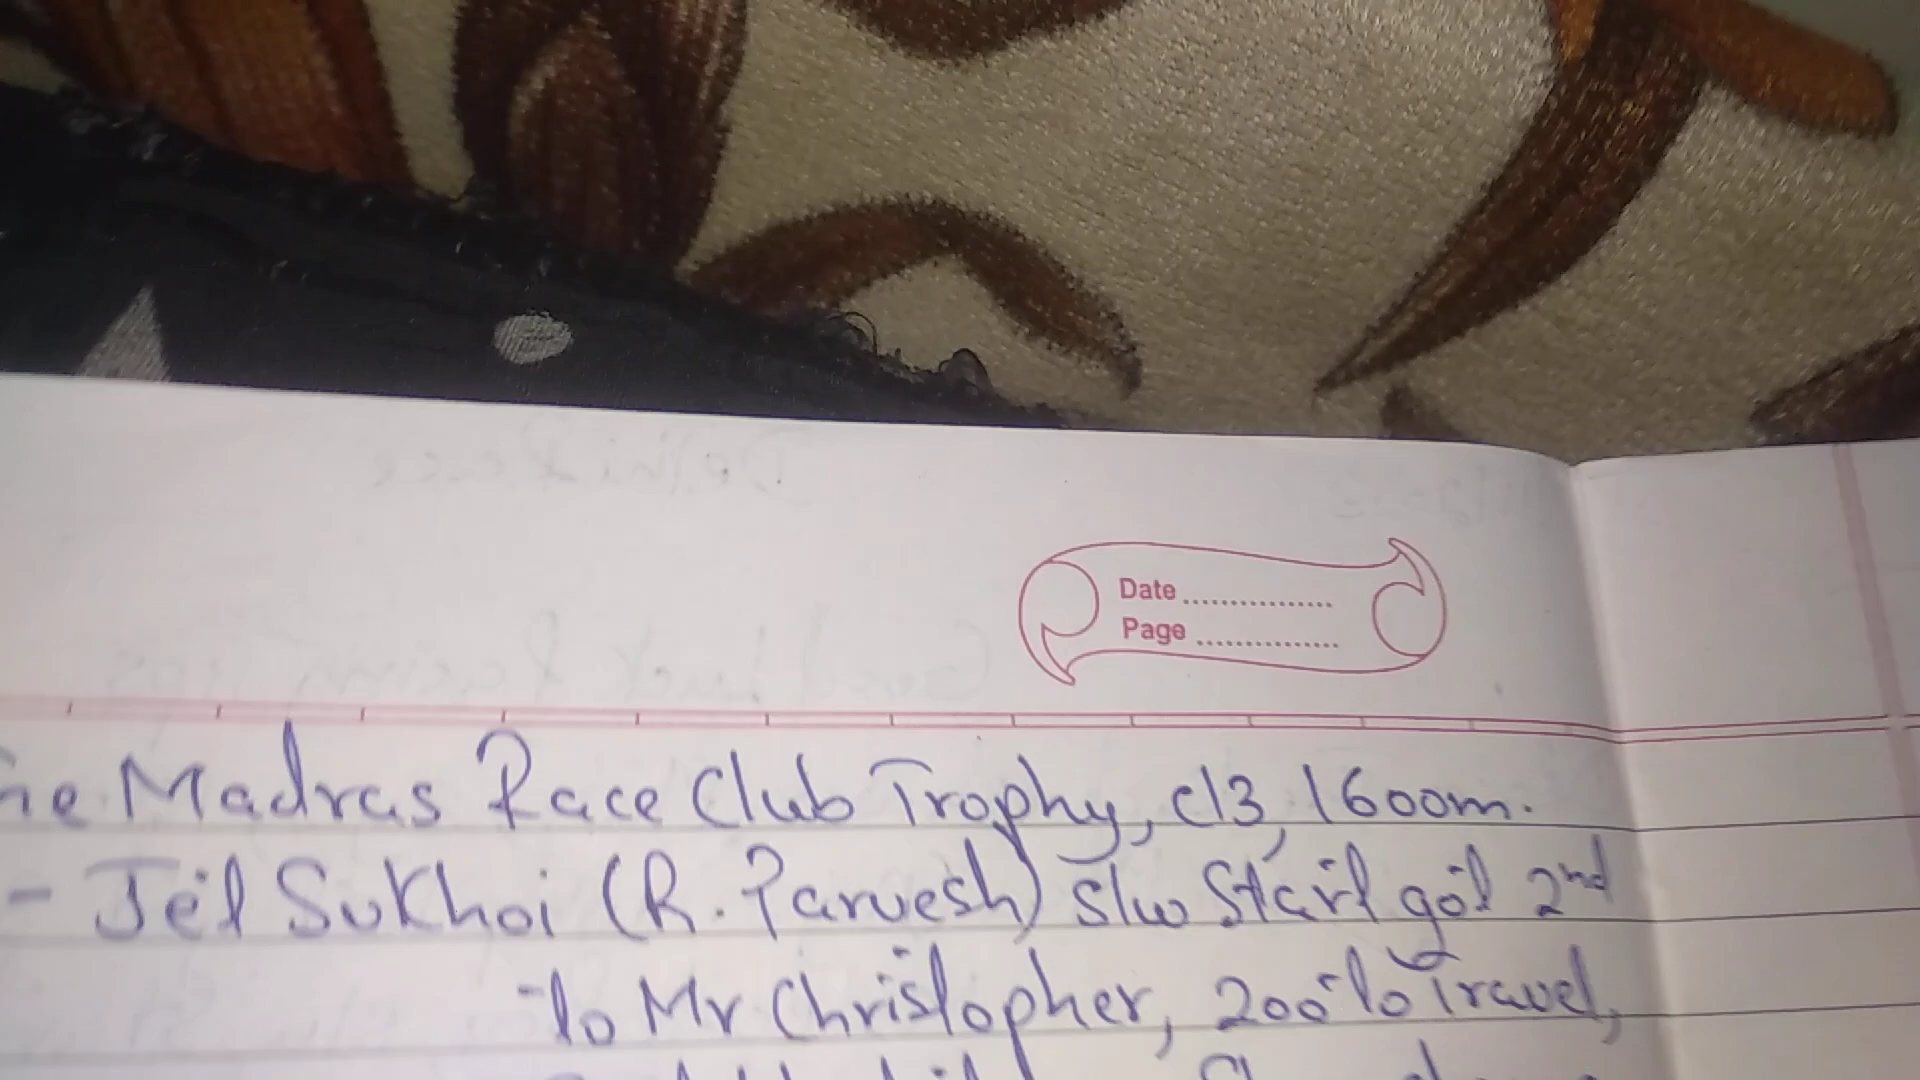 Date ................
Page ................
he Madras Race Club Trophy, cl3, 1600m.
- Jet Sukhoi (R. Parvesh) slw start got 2nd
to Mr Christopher, 200 to Travel,